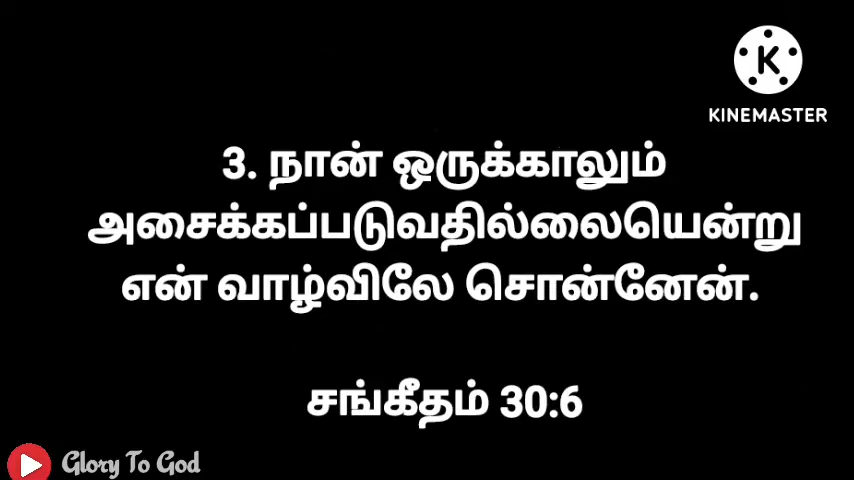 K
KINEMASTER
3. நான் ஒருக்காலும்
அசைக்கப்படுவதில்லையென்று
என் வாழ்விலே சொன்னேன்.
சங்கீதம் 30:6
Glory To God